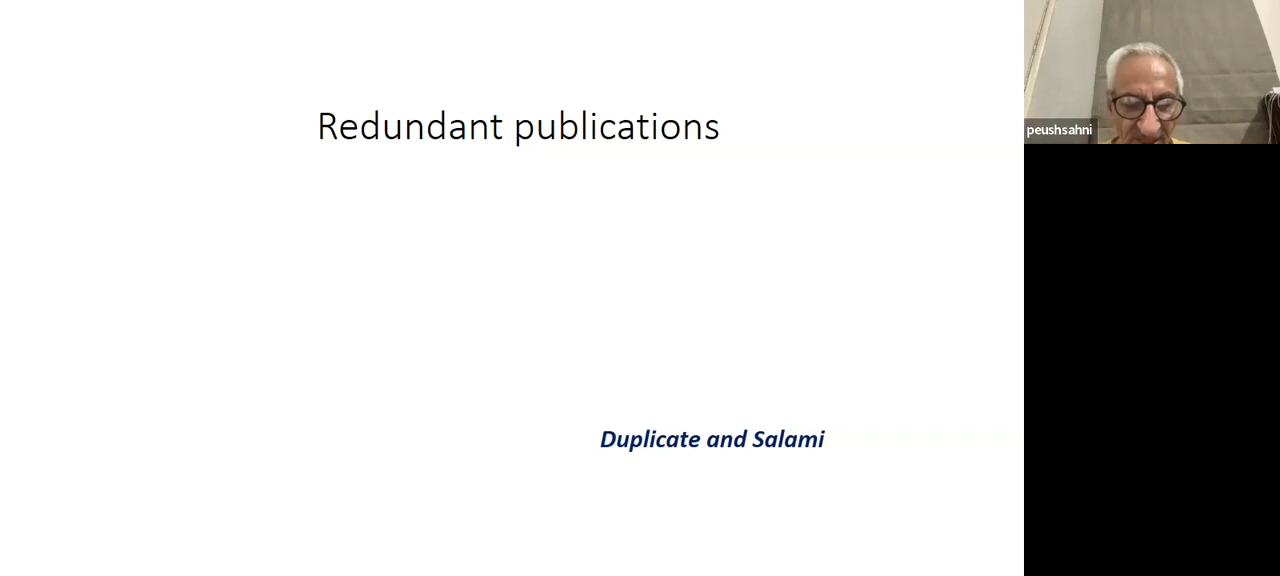 Redundant publications
peushsahni
Duplicate and Salami